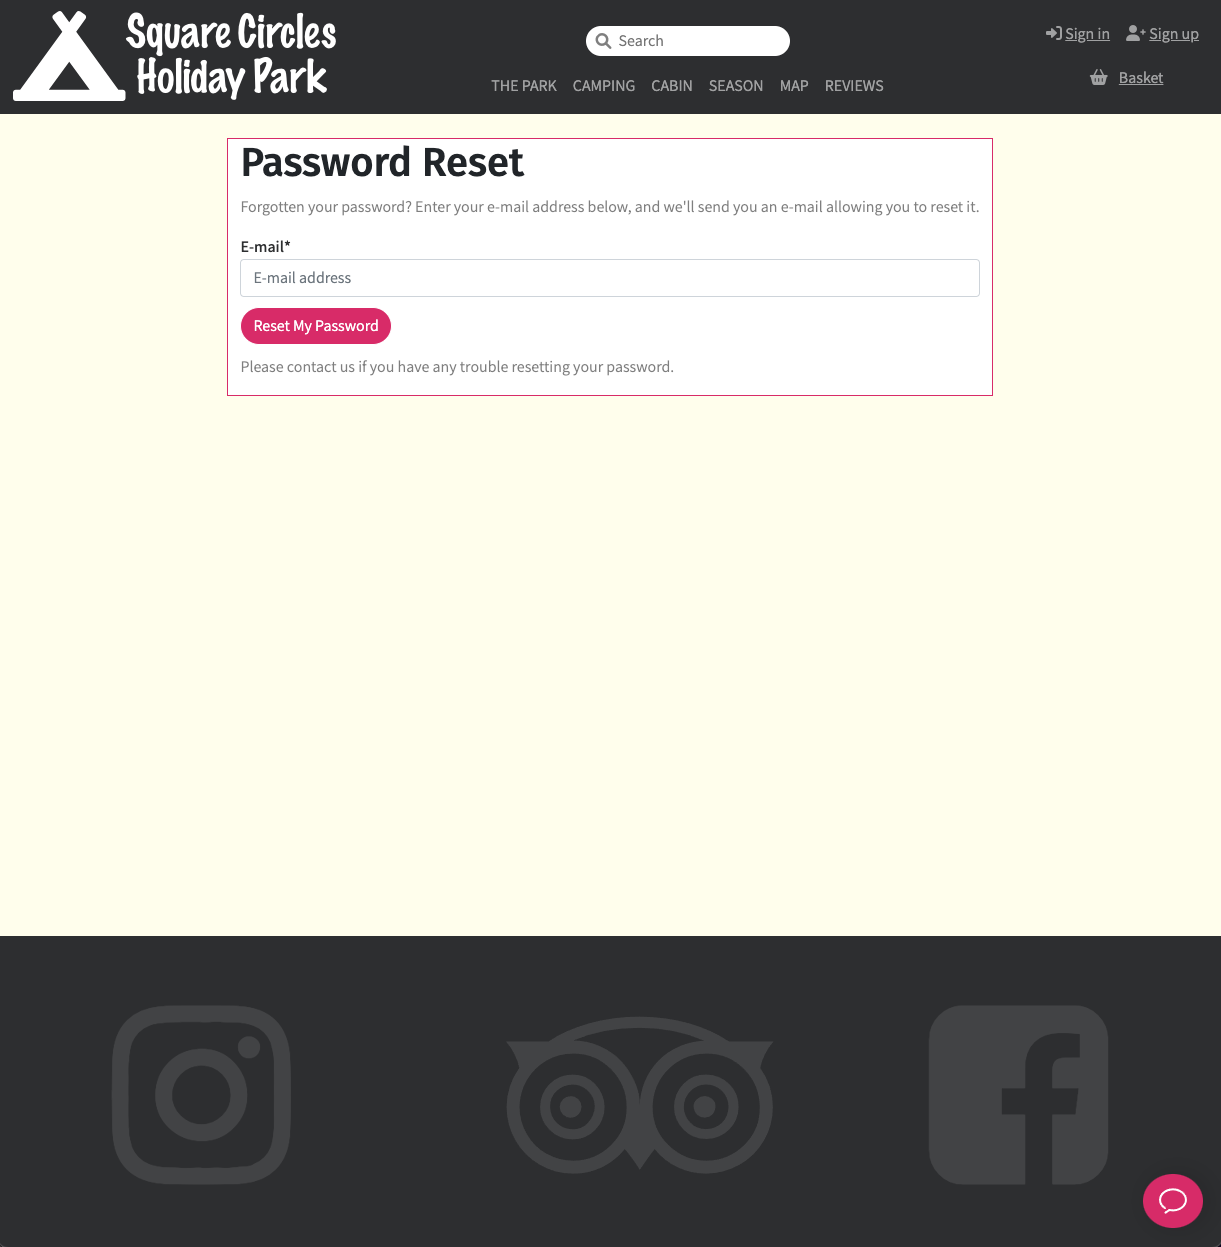 Square Circles
Holiday Park
Search
THE PARK CAMPING CABIN SEASON MAP REVIEWS
Sign in Sign up
Basket
Password Reset
Forgotten your password? Enter your e-mail address below, and we'll send you an e-mail allowing you to reset it.
E-mail*
E-mail address
Reset My Password
Please contact us if you have any trouble resetting your password.